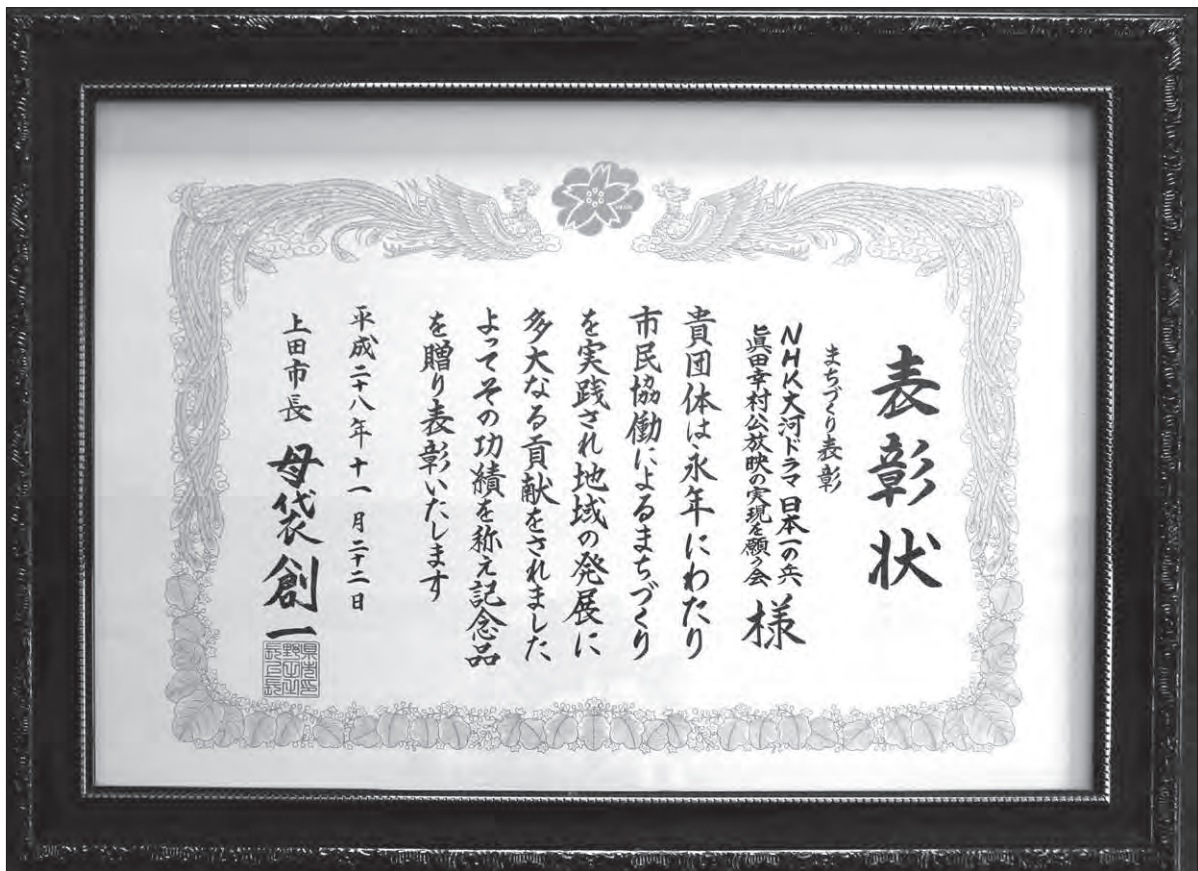 表彰状
まちづくり表彰
NHK大河ドラマ 日本一の兵
眞田幸村公放映の実現を願う会 様
貴団体は永年にわたり
市民協働によるまちづくり
を実践され地域の発展に
多大なる貢献をされました
よってその功績を称え記念品
を贈り表彰いたします
平成二十八年十一月二十二日
上田市長 母袋創一